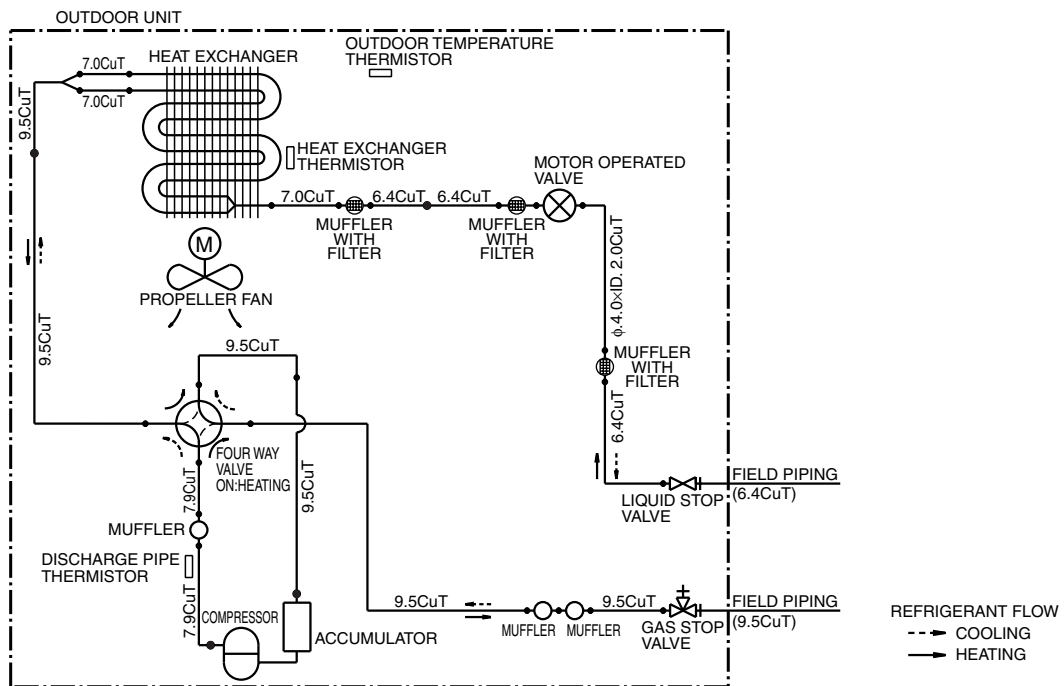 OUTDOOR UNIT
HEAT EXCHANGER
OUTDOOR TEMPERATURE
THERMISTOR
7.0CuT
7.0CuT
9.5CuT
HEAT EXCHANGER
THERMISTOR
MOTOR OPERATED
VALVE
7.0CuT
6.4CuT
6.4CuT
MUFFLER
WITH
FILTER
MUFFLER
WITH
FILTER
M
PROPELLER FAN
ϕ.4.0×ID. 2.0CuT
9.5CuT
9.5CuT
MUFFLER
WITH
FILTER
6.4CuT
FOUR WAY
VALVE
ON:HEATING
7.9CuT
9.5CuT
LIQUID STOP
VALVE
FIELD PIPING
(6.4CuT)
MUFFLER
DISCHARGE PIPE
THERMISTOR
7.9CuT
COMPRESSOR
ACCUMULATOR
9.5CuT
MUFFLER
MUFFLER
9.5CuT
GAS STOP
VALVE
FIELD PIPING
(9.5CuT)
REFRIGERANT FLOW
COOLING
HEATING